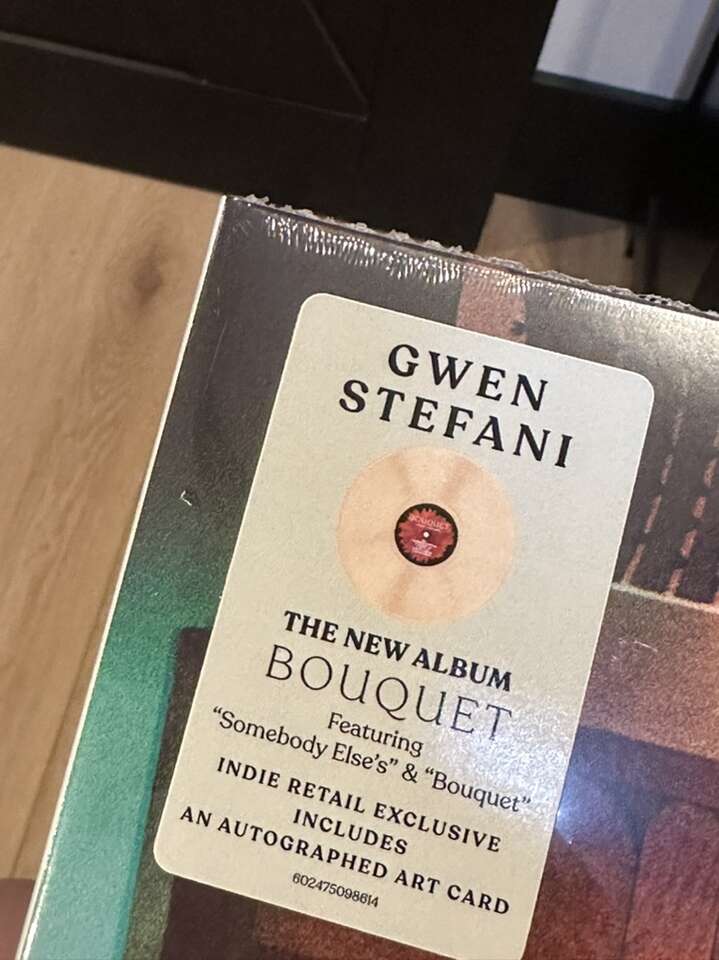 GWEN
STEFANI
BOUQUET
THE NEW ALBUM
BOUQUET
Featuring
“Somebody Else’s” & “Bouquet”
INDIE RETAIL EXCLUSIVE
INCLUDES
AN AUTOGRAPHED ART CARD
602475098614